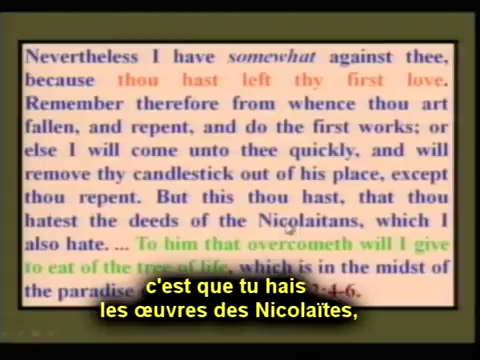 Nevertheless I have somewhat against thee,
because thou hast left thy first love.
Remember therefore from whence thou art
fallen, and repent, and do the first works; or
else I will come unto thee quickly, and will
remove thy candlestick out of his place, except
thou repent. But this thou hast, that thou
hatest the deeds of the Nicolaitans, which I
also hate. ... To him that overcometh will I give
to eat of the tree of life, which is in the midst
of the paradise 2:4-6.
c'est que tu hais
les œuvres des Nicolaïtes,